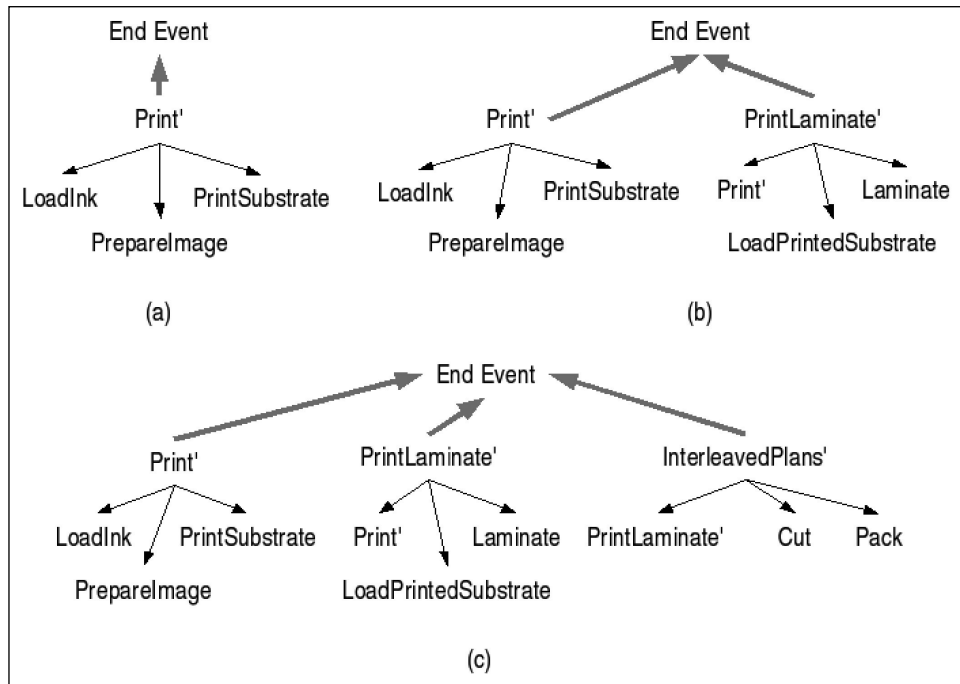 End Event
Print'
LoadInk
PrintSubstrate
PrepareImage
(a)
End Event
Print'
PrintLaminate'
LoadInk
PrintSubstrate
Print'
Laminate
PrepareImage
LoadPrintedSubstrate
(b)
End Event
Print'
PrintLaminate'
InterleavedPlans'
LoadInk
PrintSubstrate
Print'
Laminate
PrintLaminate'
Cut
Pack
PrepareImage
LoadPrintedSubstrate
(c)